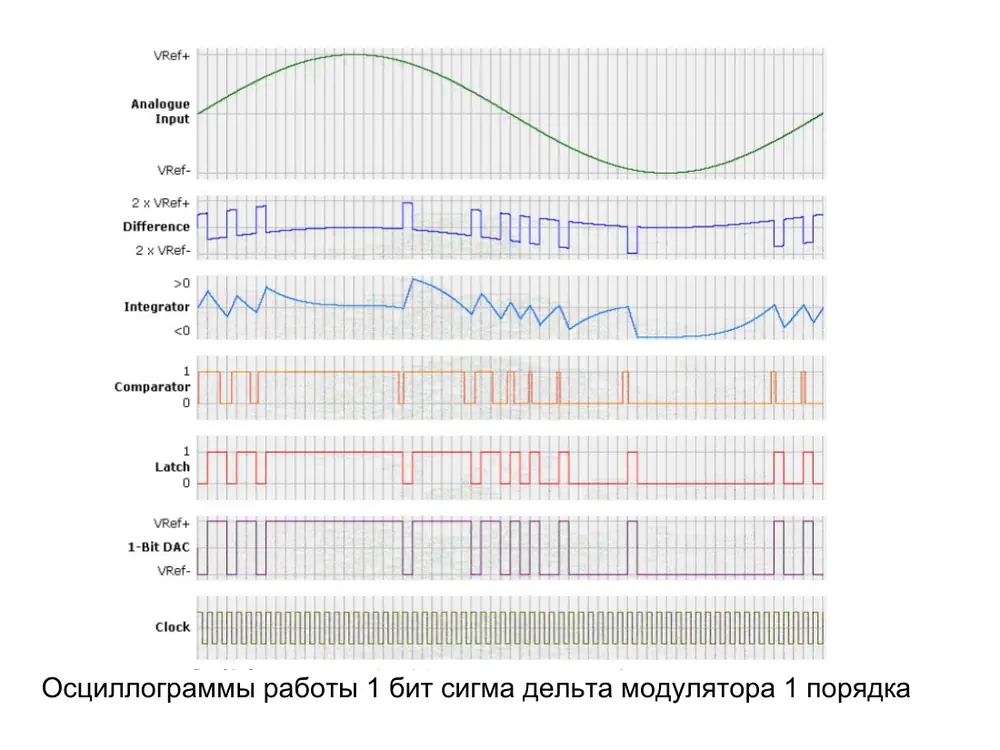 VRef+
Analogue
Input
VRef-
2 x VRef+
Difference
2 x VRef-
>0
Integrator
<0
1
Comparator
0
1
Latch
0
VRef+
1-Bit DAC
VRef-
Clock
Осциллограммы работы 1 бит сигма дельта модулятора 1 порядка